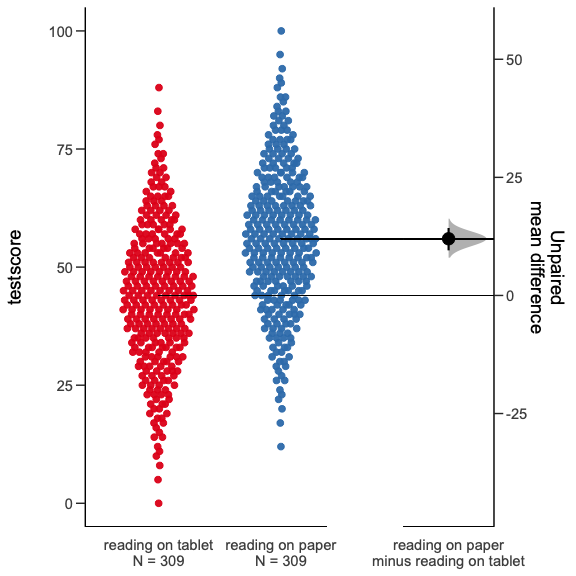 100
75
50
25
0
testscore
50
25
0
-25
Unpaired
mean difference
reading on tablet
N = 309
reading on paper
N = 309
reading on paper
minus reading on tablet